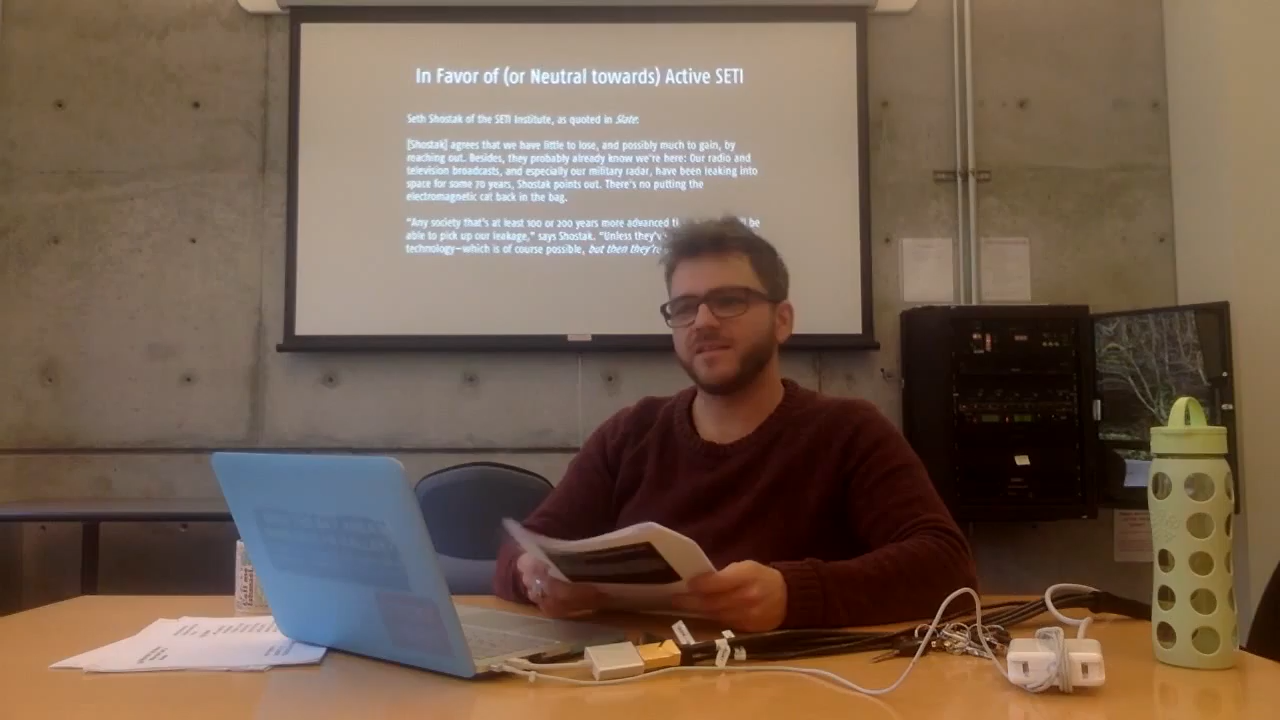 In Favor of (or Neutral towards) Active SETI
Seth Shostak of the SETI Institute, as quoted in Slate:
[Shostak] agrees that we have little to lose, and possibly much to gain, by
reaching out. Besides, they probably already know we're here: Our radio and
television broadcasts, and especially our military radar, have been leaking into
space for some 70 years, Shostak points out. There's no putting the
electromagnetic cat back in the bag.
"Any society that's at least 100 or 200 years more advanced be
able to pick up our leakage," says Shostak. "Unless
technology—which is of course possible, but then